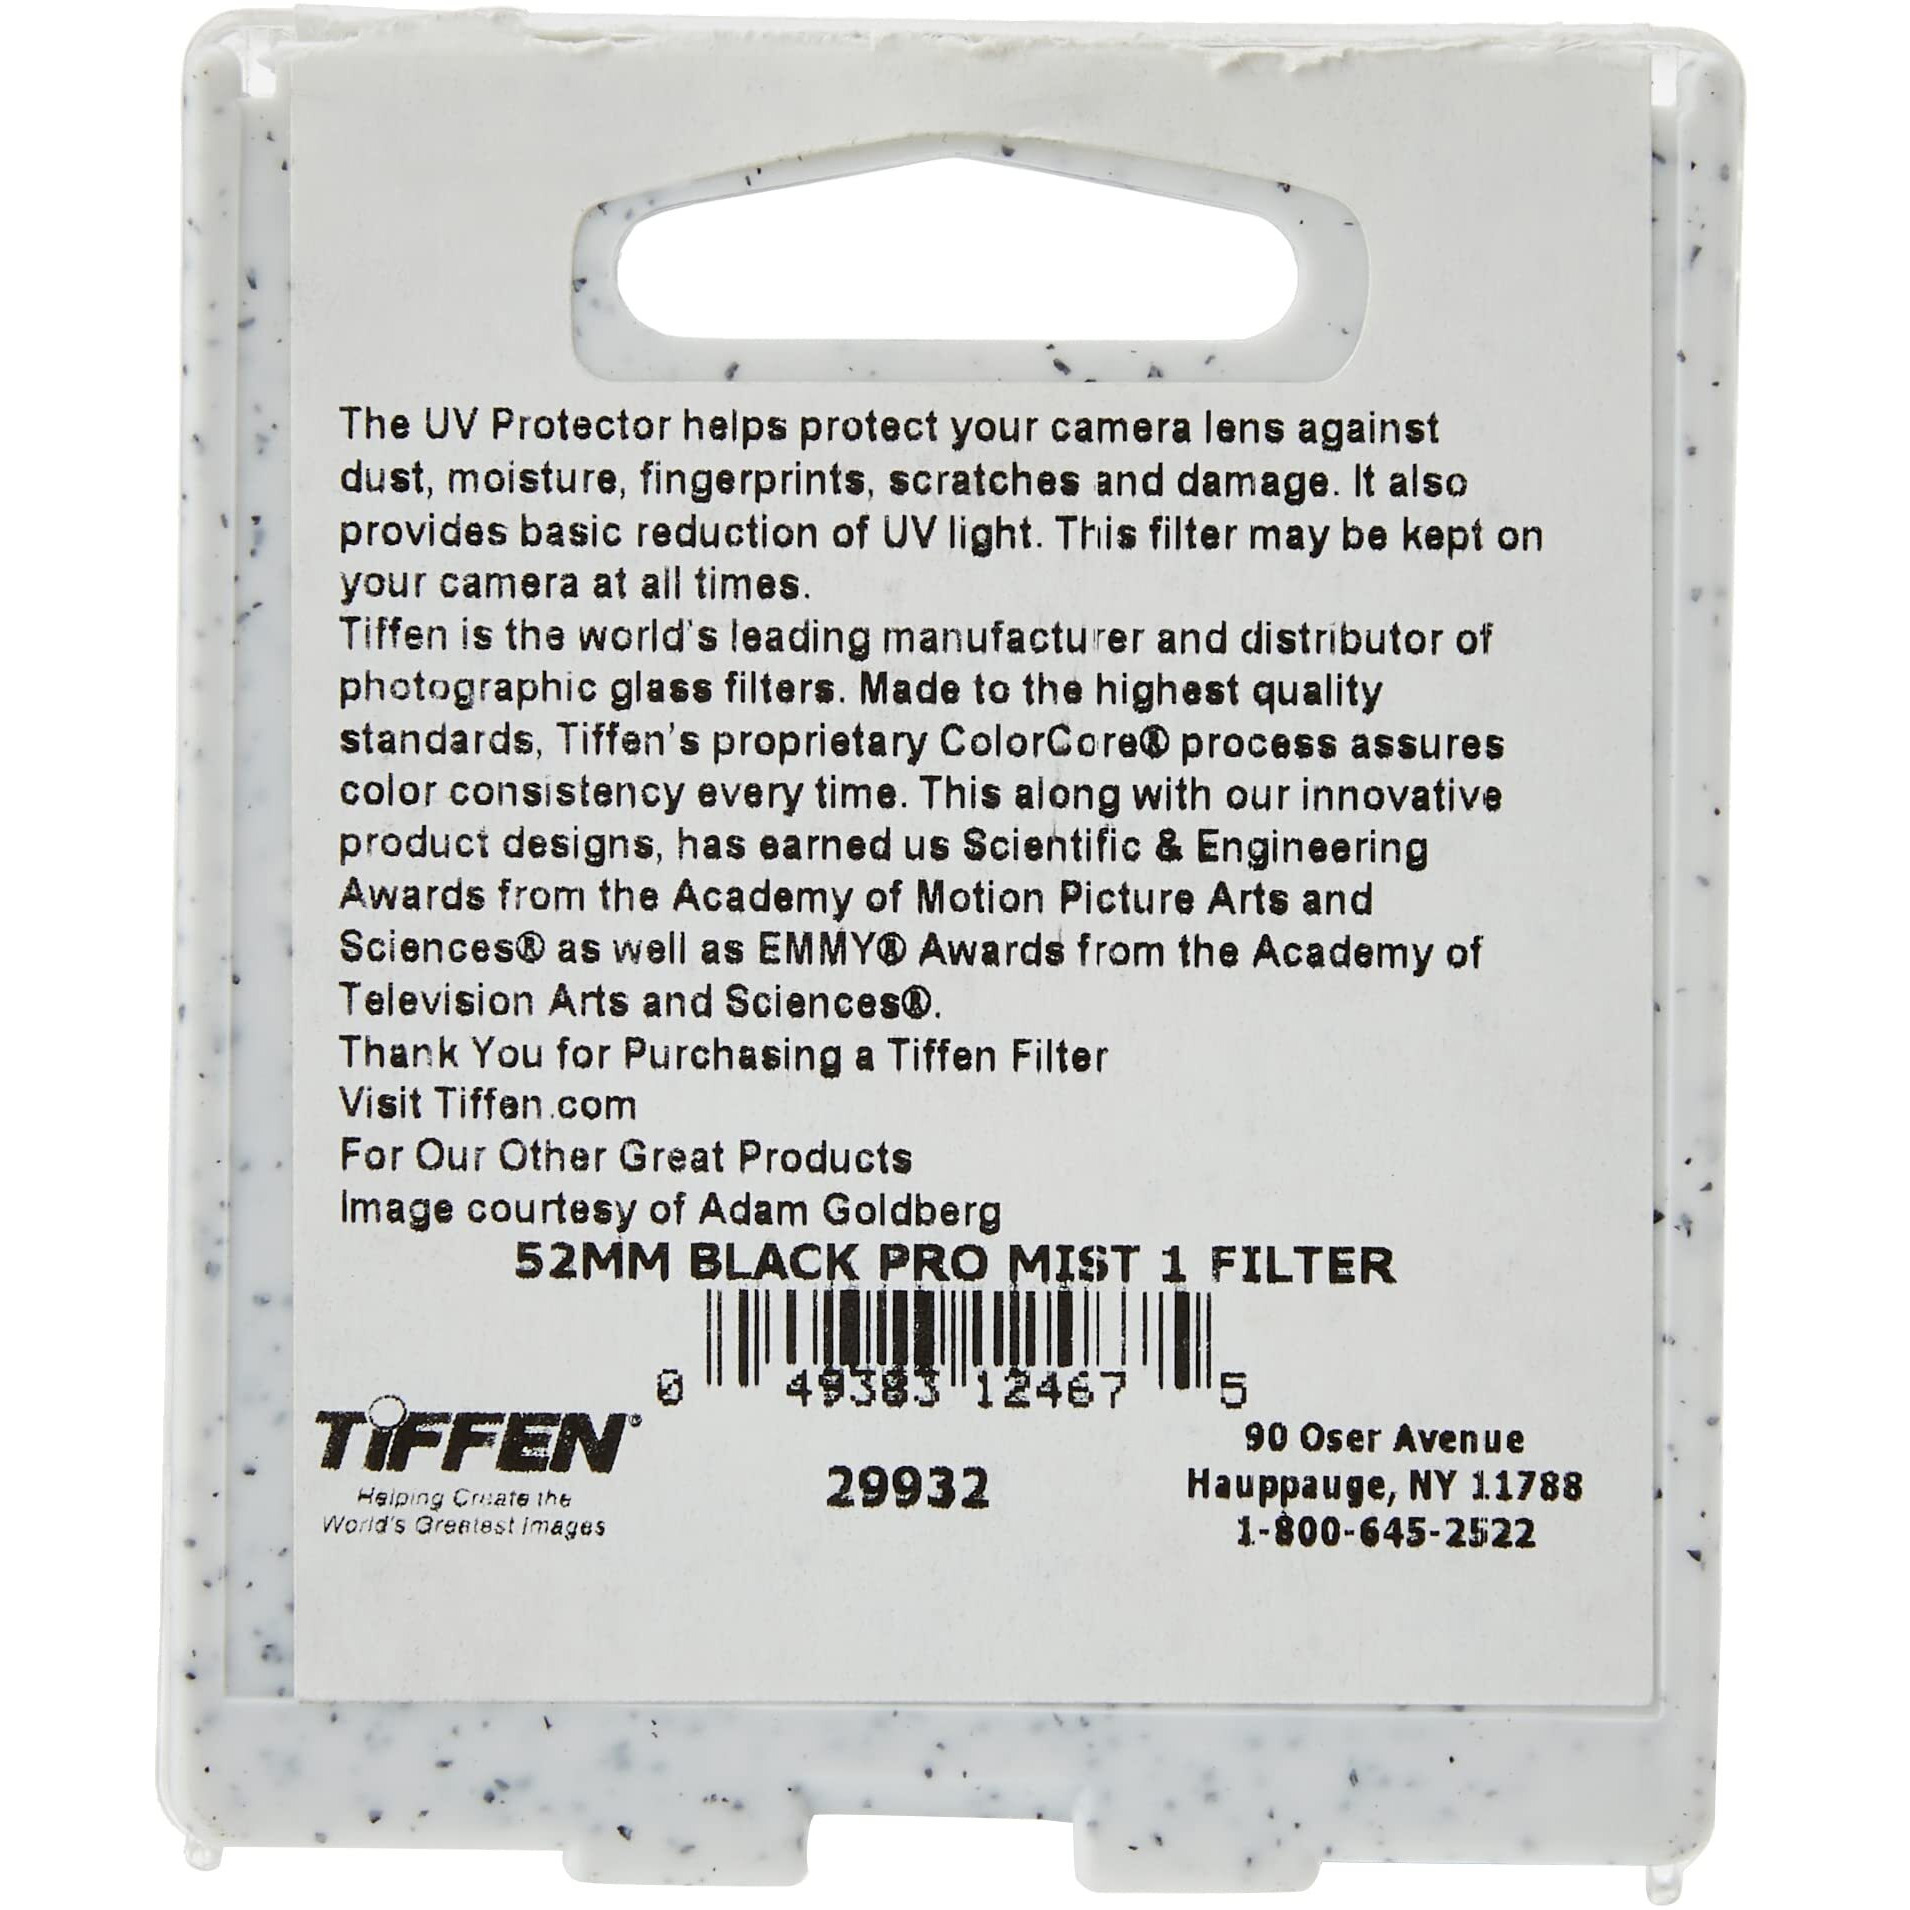 The UV Protector helps protect your camera lens against
dust, moisture, fingerprints, scratches and damage. It also
provides basic reduction of UV light. This filter may be kept on
your camera at all times.
Tiffen is the world's leading manufacturer and distributor of
photographic glass filters. Made to the highest quality
standards, Tiffen's proprietary ColorCore® process assures
color consistency every time. This along with our innovative
product designs, has earned us Scientific & Engineering
Awards from the Academy of Motion Picture Arts and
Sciences® as well as EMMY® Awards from the Academy of
Television Arts and Sciences®.
Thank You for Purchasing a Tiffen Filter
Visit Tiffen.com
For Our Other Great Products
Image courtesy of Adam Goldberg
52MM BLACK PRO MIST 1 FILTER
0 49383 12467 5
TIFFEN®
Helping Create the
World's Greatest Images
29932
90 Oser Avenue
Hauppauge, NY 11788
1-800-645-2522